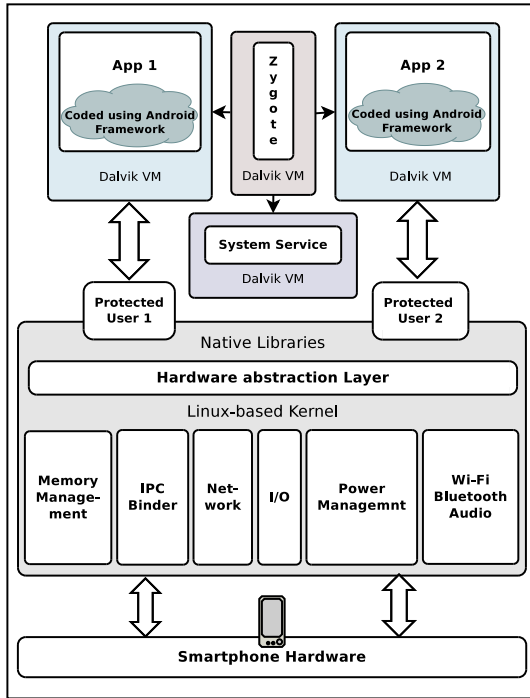 App 1
Coded using Android
Framework
Dalvik VM
Z
y
g
o
t
e
Dalvik VM
App 2
Coded using Android
Framework
Dalvik VM
System Service
Dalvik VM
Protected
User 1
Protected
User 2
Native Libraries
Hardware abstraction Layer
Linux-based Kernel
Memory
Manage-
ment
IPC
Binder
Net-
work
I/O
Power
Managemnt
Wi-Fi
Bluetooth
Audio
Smartphone Hardware